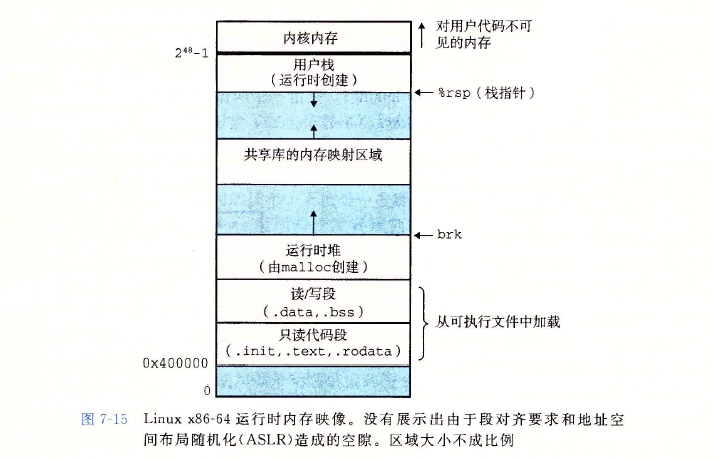 内核内存
对用户代码不可
见的内存
2⁴⁸-1
用户栈
(运行时创建)
%rsp (栈指针)
共享库的内存映射区域
brk
运行时堆
(由malloc创建)
读/写段
(.data,.bss)
从可执行文件中加载
只读代码段
(.init,.text,.rodata)
0x400000
0
图 7-15 Linux x86-64 运行时内存映像。没有展示出由于段对齐要求和地址空
间布局随机化(ASLR)造成的空隙。区域大小不成比例